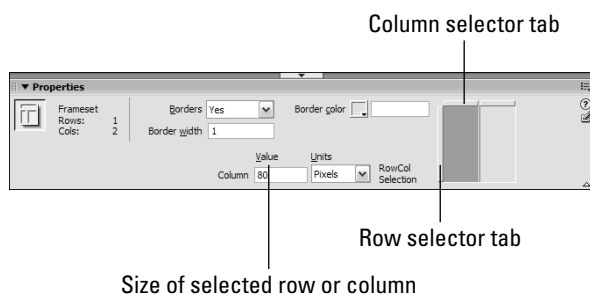 Column selector tab
Properties
Frameset
Rows: 1
Cols: 2
Borders Yes
Border color
Border width 1
Value Units
Column 80 Pixels
RowCol
Selection
Row selector tab
Size of selected row or column